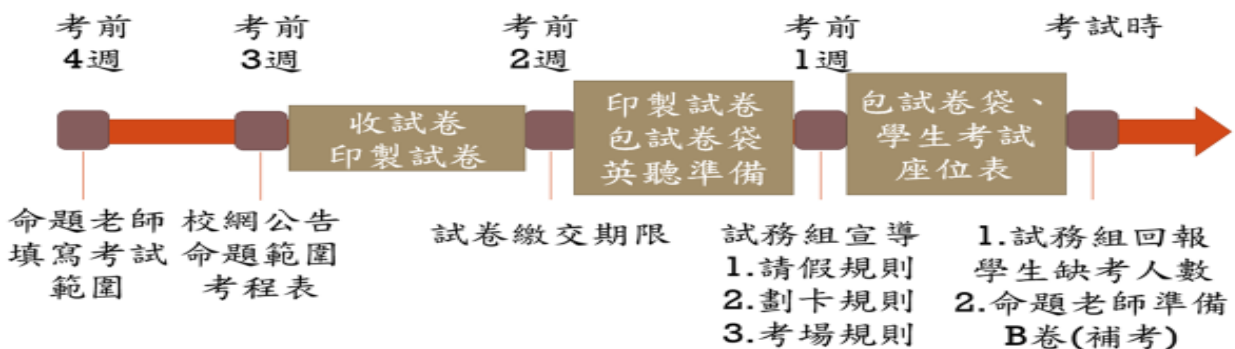 考前
4週
考前
3週
考前
2週
考前
1週
考試時
收試卷
印製試卷
印製試卷
包試卷袋
英聽準備
包試卷袋、
學生考試
座位表
命題老師
填寫考試
範圍
校網公告
命題範圍
考程表
試卷繳交期限
試務組宣導
1.請假規則
2.劃卡規則
3.考場規則
1.試務組回報
學生缺考人數
2.命題老師準備
B卷(補考)